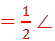 = 1/2 ∠